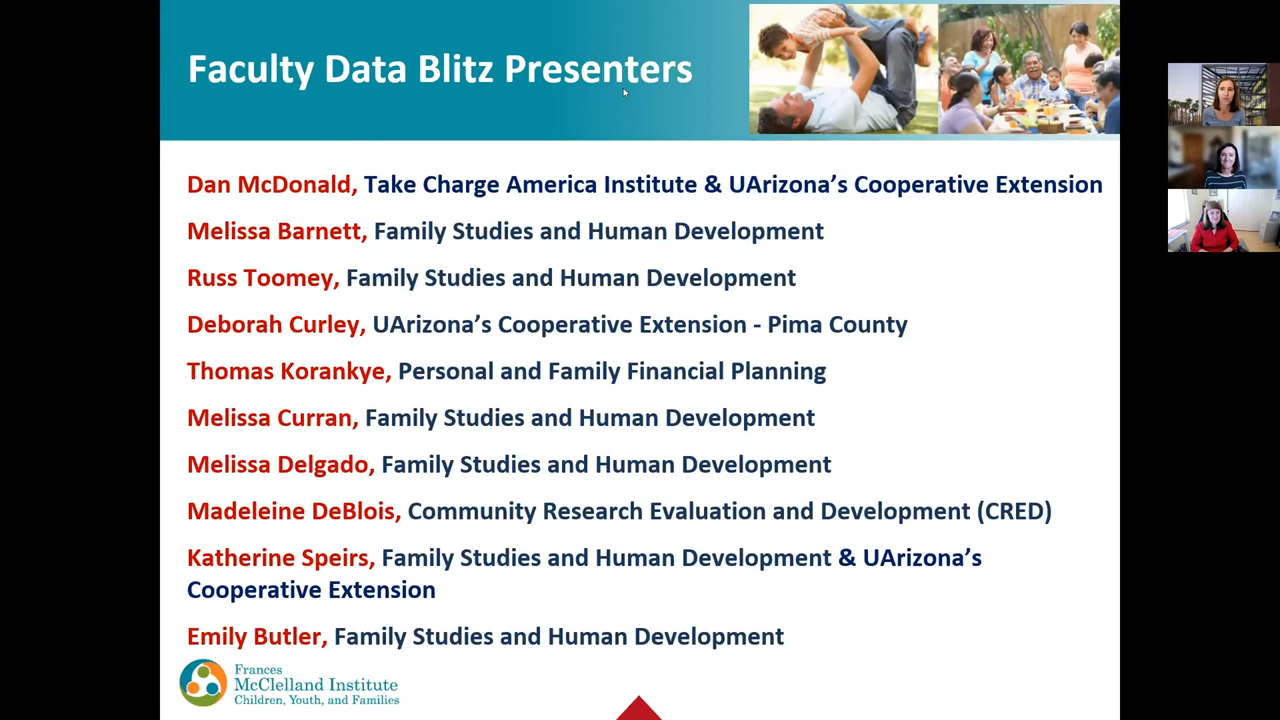 Faculty Data Blitz Presenters
Dan McDonald, Take Charge America Institute & UArizona’s Cooperative Extension
Melissa Barnett, Family Studies and Human Development
Russ Toomey, Family Studies and Human Development
Deborah Curley, UArizona’s Cooperative Extension - Pima County
Thomas Korankye, Personal and Family Financial Planning
Melissa Curran, Family Studies and Human Development
Melissa Delgado, Family Studies and Human Development
Madeleine DeBlois, Community Research Evaluation and Development (CRED)
Katherine Speirs, Family Studies and Human Development & UArizona’s
Cooperative Extension
Emily Butler, Family Studies and Human Development
Frances
McClelland Institute
Children, Youth, and Families